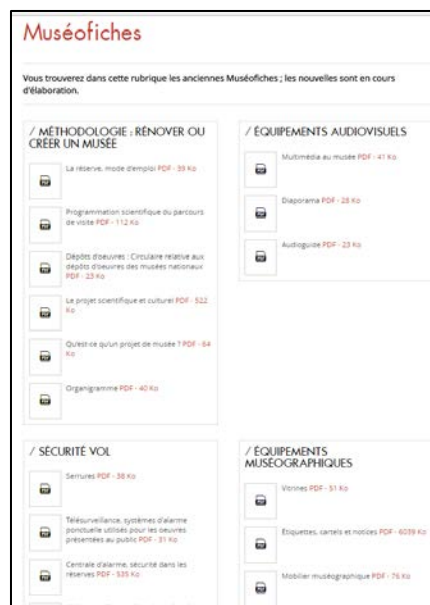 Muséofiches
Vous trouverez dans cette rubrique les anciennes Muséofiches ; les nouvelles sont en cours
d'élaboration.
/ MÉTHODOLOGIE : RÉNOVER OU
CRÉER UN MUSÉE
La réserve, mode d'emploi PDF - 39 Ko
Programmation scientifique du parcours
de visite PDF - 112 Ko
Dépôts d'oeuvres : Circulaire relative aux
dépôts d'oeuvres des musées nationaux
PDF - 23 Ko
Le projet scientifique et culturel PDF - 522
Ko
Qu'est-ce qu'un projet de musée ? PDF - 64
Ko
Organigramme PDF - 40 Ko
/ ÉQUIPEMENTS AUDIOVISUELS
Multimédia au musée PDF - 41 Ko
Diaporama PDF - 28 Ko
Audioguide PDF - 23 Ko
/ SÉCURITÉ VOL
Serrures PDF - 38 Ko
Télésurveillance, systèmes d'alarme
ponctuelle utilisés pour les oeuvres
présentées au public PDF - 31 Ko
Centrale d'alarme, sécurité dans les
réserves PDF - 535 Ko
/ ÉQUIPEMENTS
MUSÉOGRAPHIQUES
Vitrines PDF - 51 Ko
Etiquettes, cartels et notices PDF - 6039 Ko
Mobilier muséographique PDF - 76 Ko